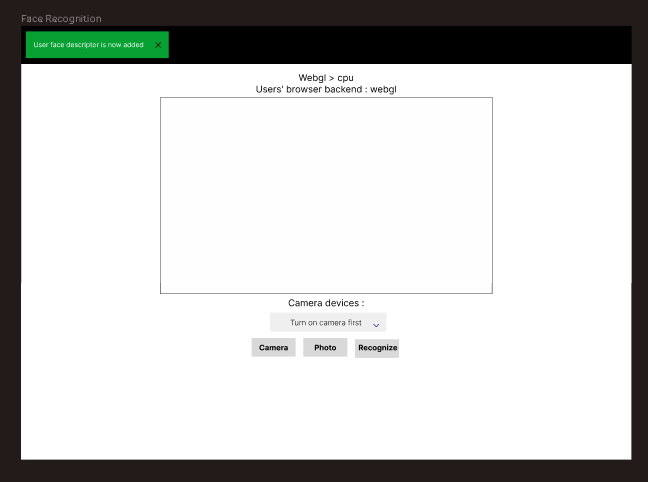 Face Recognition
User face descriptor is now added
Webgl > cpu
Users' browser backend : webgl
Camera devices :
Turn on camera first
Camera Photo Recognize